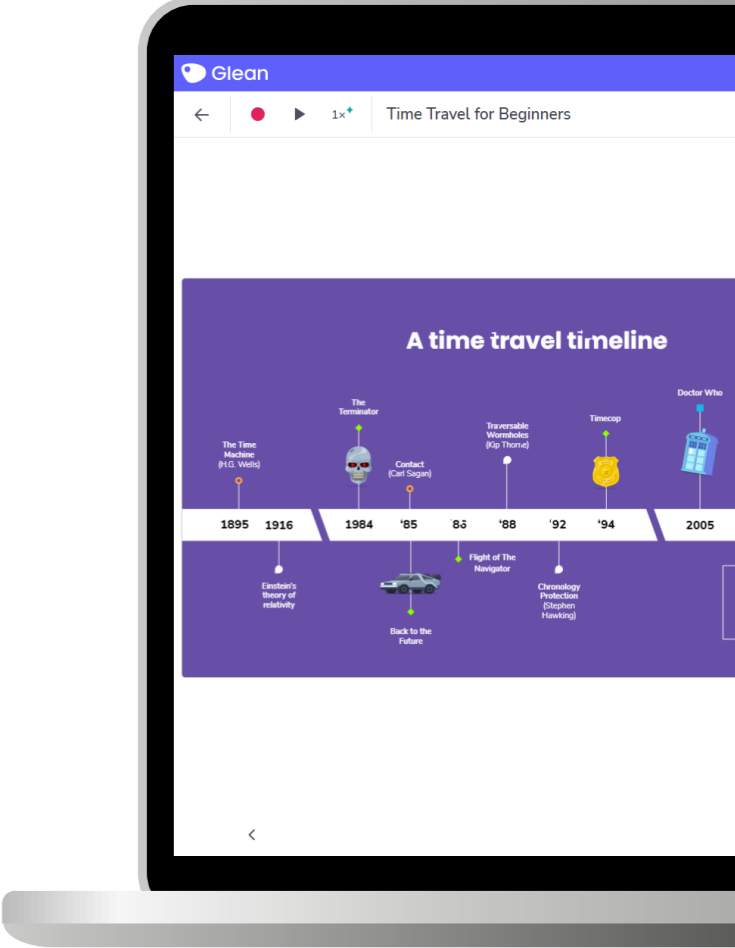 Glean
1×
Time Travel for Beginners
A time travel timeline
The Time
Machine
(H.G. Wells)
The
Terminator
Contact
(Carl Sagan)
Traversable
Wormholes
(Kip Thorne)
Timecop
Doctor Who
1895 1916 1984 '85 '86 '88 '92 '94 2005
Einstein's
theory of
relativity
Back to the
Future
Flight of The
Navigator
Chronology
Protection
(Stephen
Hawking)